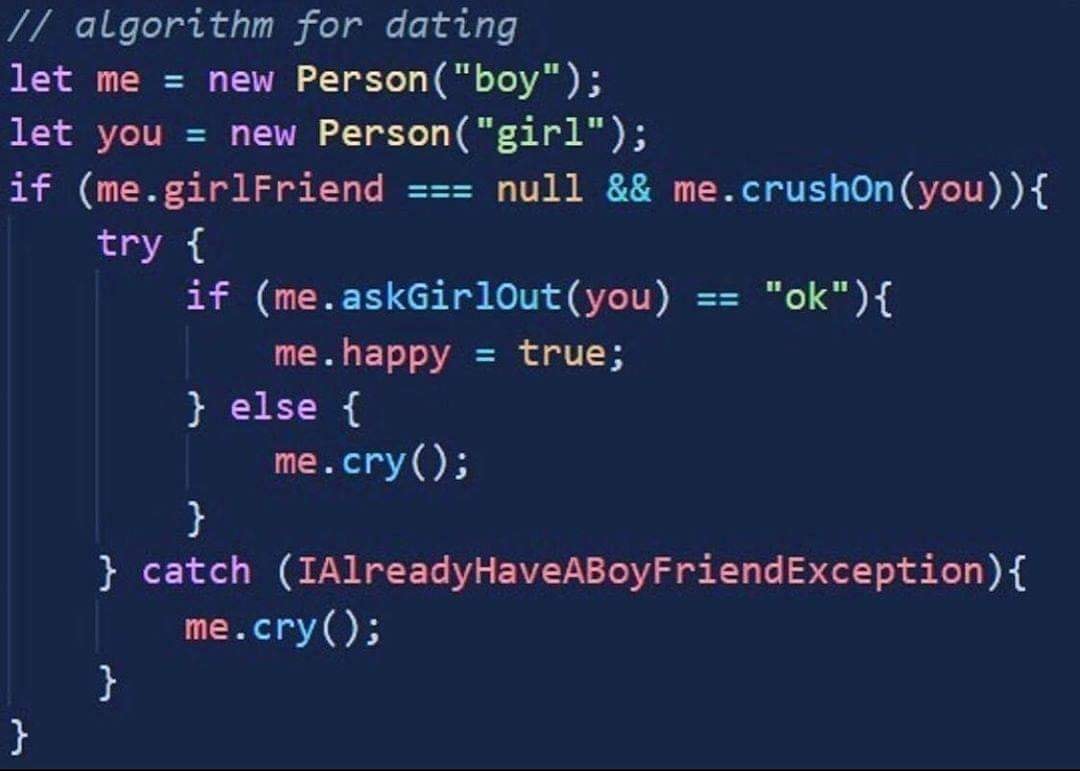 // algorithm for dating
let me = new Person("boy");
let you = new Person("girl");
if (me.girlFriend === null && me.crushOn(you)){
    try {
        if (me.askGirlOut(you) == "ok"){
            me.happy = true;
        } else {
            me.cry();
        }
    } catch (IAlreadyHaveABoyFriendException){
        me.cry();
    }
}